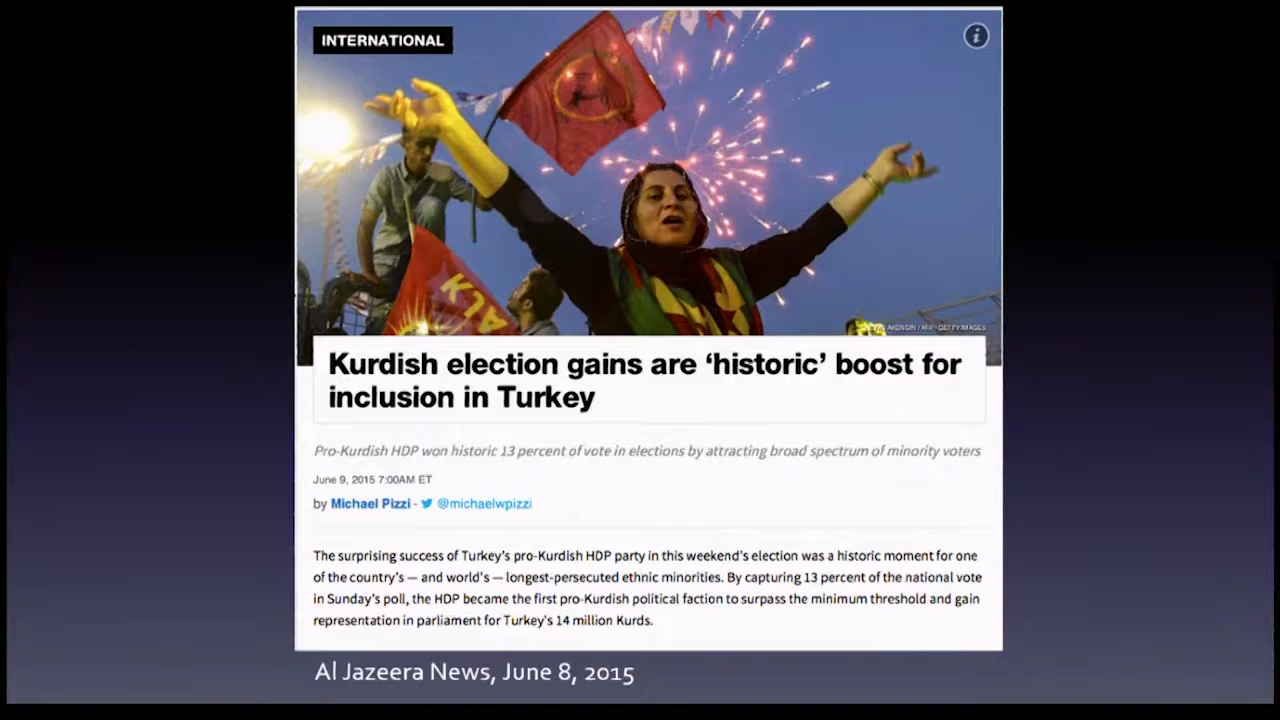 INTERNATIONAL
i
KLA
AKENGIN / AFP / GETTY IMAGES
Kurdish election gains are ‘historic’ boost for
inclusion in Turkey
Pro-Kurdish HDP won historic 13 percent of vote in elections by attracting broad spectrum of minority voters
June 9, 2015 7:00AM ET
by Michael Pizzi - @michaelwpizzi
The surprising success of Turkey's pro-Kurdish HDP party in this weekend's election was a historic moment for one
of the country's — and world's — longest-persecuted ethnic minorities. By capturing 13 percent of the national vote
in Sunday's poll, the HDP became the first pro-Kurdish political faction to surpass the minimum threshold and gain
representation in parliament for Turkey's 14 million Kurds.
Al Jazeera News, June 8, 2015